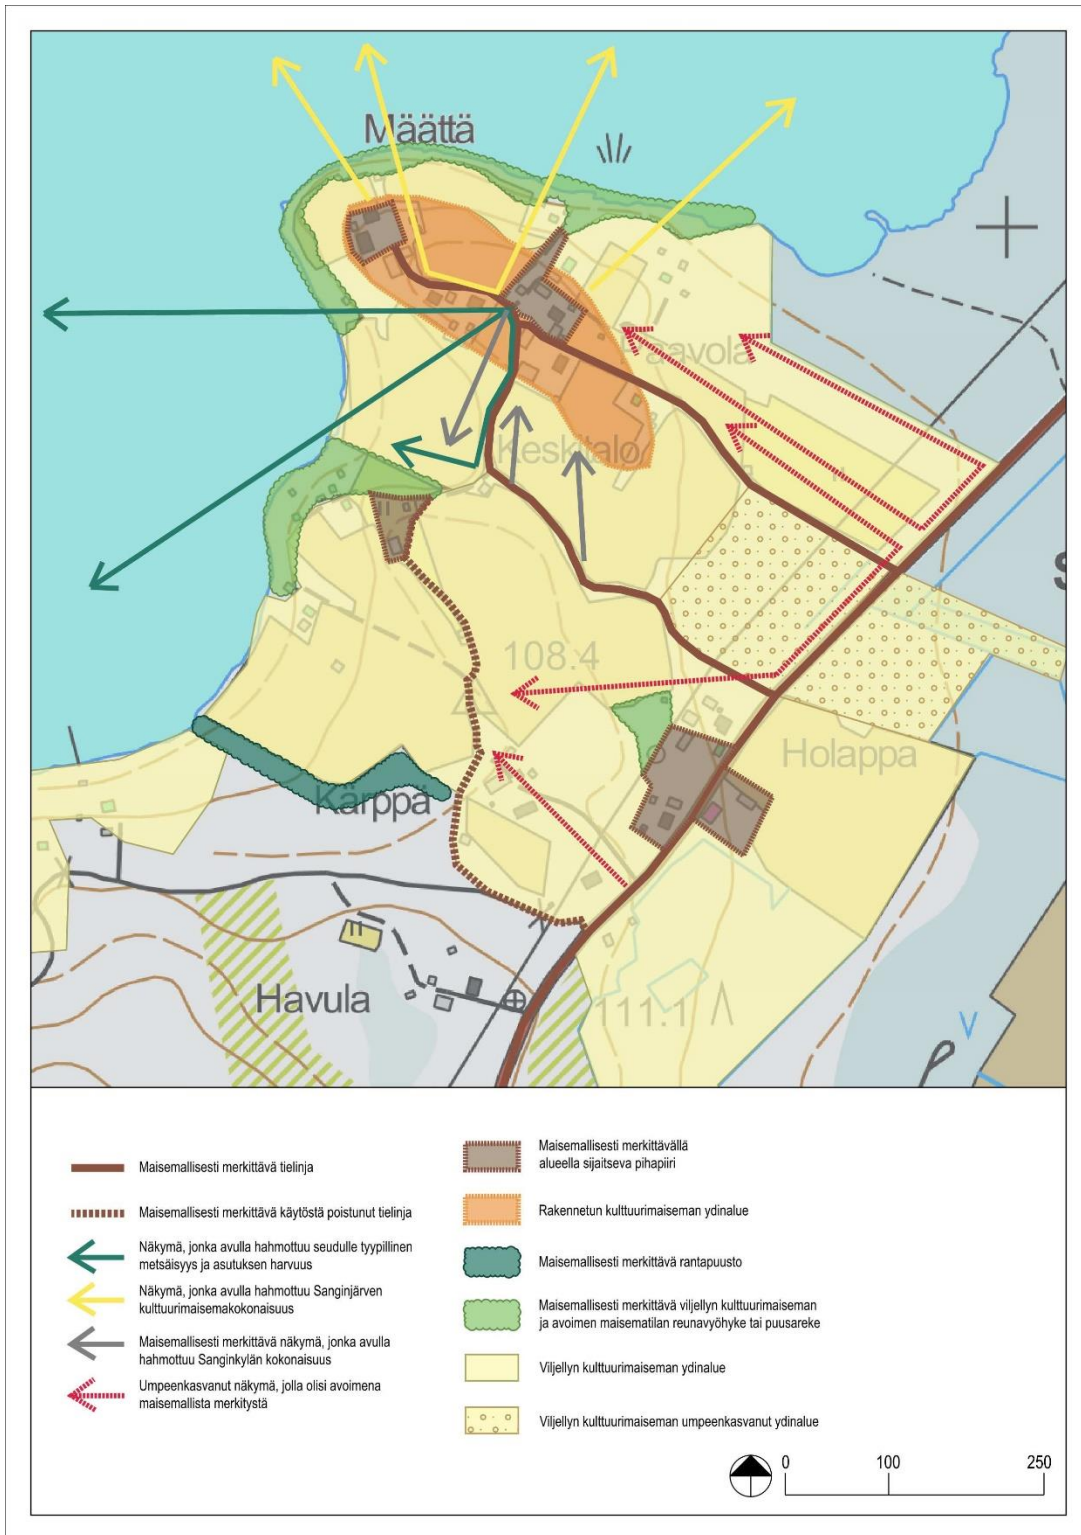 Määttä
Paavola
Keskitalo
S
108.4
Holappa
Kärppä
Havula
111.1
Maisemallisesti merkittävä tielinja
Maisemallisesti merkittävä käytöstä poistunut tielinja
Näkymä, jonka avulla hahmottuu seudulle tyypillinen
metsäisyys ja asutuksen harvuus
Näkymä, jonka avulla hahmottuu Sanginjärven
kulttuurimaisemakokonaisuus
Maisemallisesti merkittävä näkymä, jonka avulla
hahmottuu Sanginkylän kokonaisuus
Umpeenkasvanut näkymä, jolla olisi avoimena
maisemallista merkitystä
Maisemallisesti merkittävällä
alueella sijaitseva pihapiiri
Rakennetun kulttuurimaiseman ydinalue
Maisemallisesti merkittävä rantapuusto
Maisemallisesti merkittävä viljellyn kulttuurimaiseman
ja avoimen maisematilan reunavyöhyke tai puusareke
Viljellyn kulttuurimaiseman ydinalue
Viljellyn kulttuurimaiseman umpeenkasvanut ydinalue
0 100 250